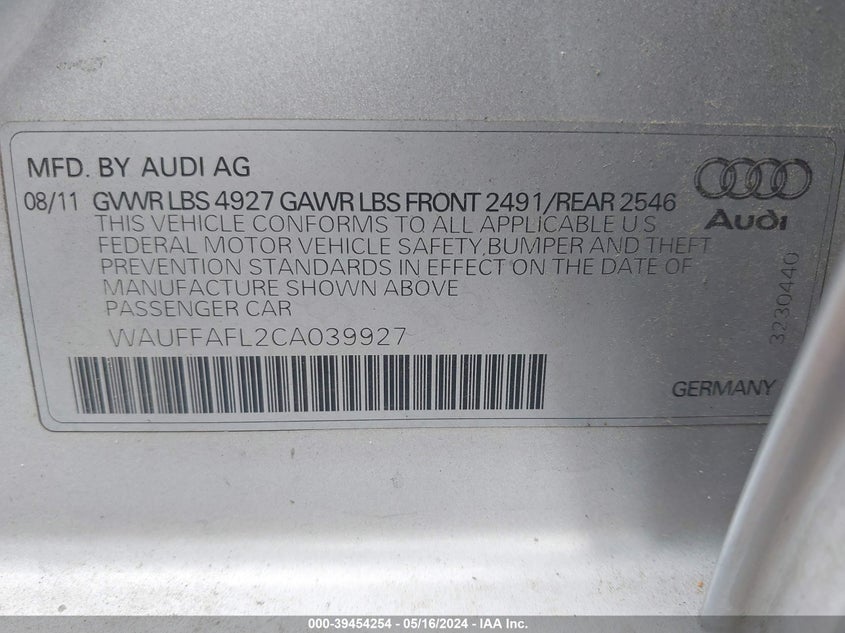 MFD. BY AUDI AG
08/11 GVWR LBS 4927 GAWR LBS FRONT 2491/REAR 2546
THIS VEHICLE CONFORMS TO ALL APPLICABLE U S
FEDERAL MOTOR VEHICLE SAFETY,BUMPER AND THEFT
PREVENTION STANDARDS IN EFFECT ON THE DATE OF
MANUFACTURE SHOWN ABOVE
PASSENGER CAR
WAUFFAFL2CA039927
Audi
3230440
GERMANY
000-39454254 - 05/16/2024 - IAA Inc.